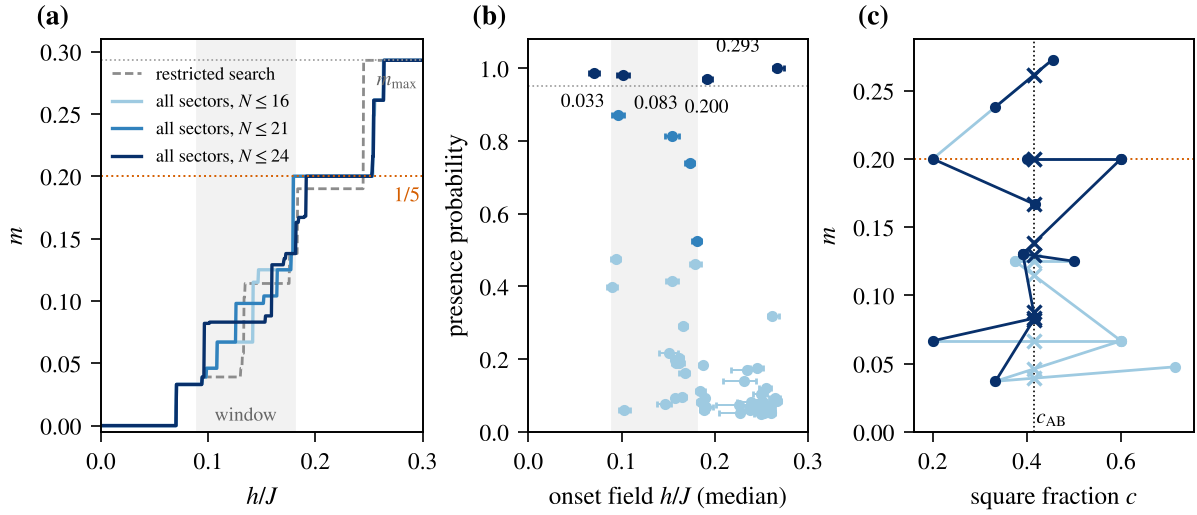 (a)
0.30
0.25
0.20
0.15
0.10
0.05
0.00
m
restricted search
all sectors, N ≤ 16
all sectors, N ≤ 21
all sectors, N ≤ 24
m_max
1/5
window
0.0
0.1
0.2
0.3
h/J
(b)
1.0
0.8
0.6
0.4
0.2
0.0
presence probability
0.293
0.033
0.083
0.200
0.0
0.1
0.2
0.3
onset field h/J (median)
(c)
0.25
0.20
0.15
0.10
0.05
0.00
m
c_AB
0.2
0.4
0.6
square fraction c